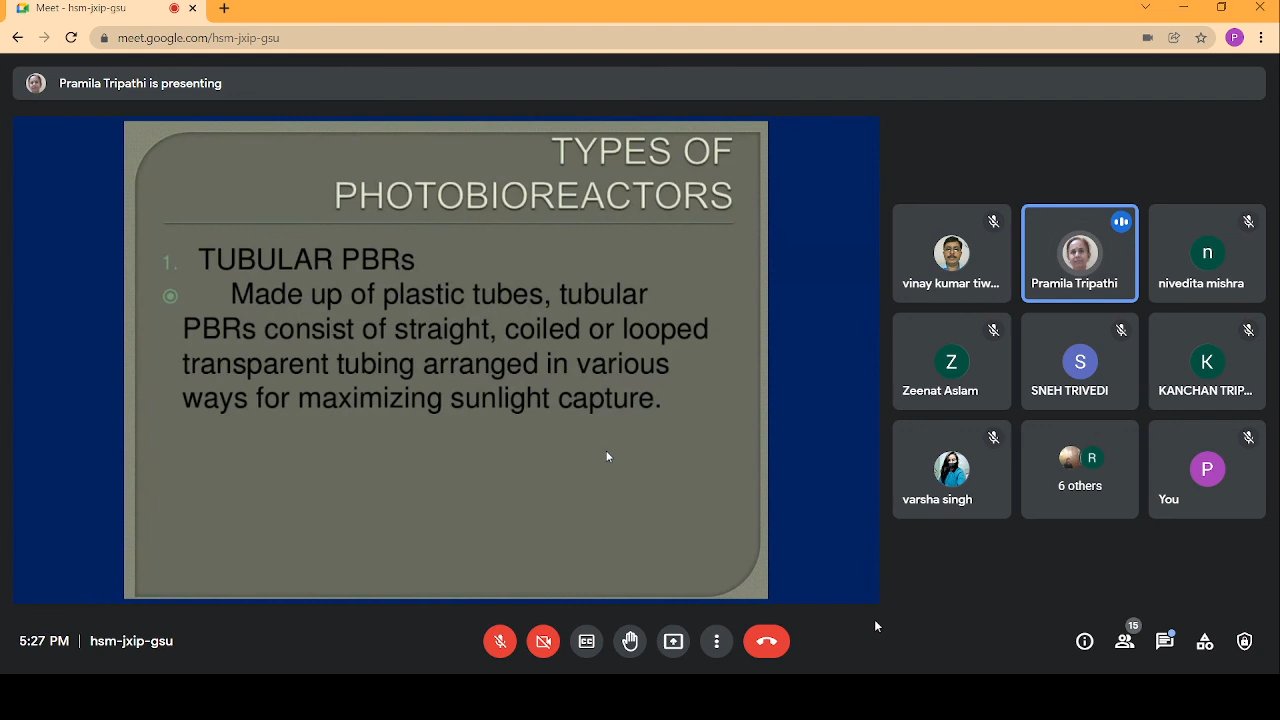 Meet - hsm-jxip-gsu
meet.google.com/hsm-jxip-gsu
P
Pramila Tripathi is presenting
TYPES OF
PHOTOBIOREACTORS
1. TUBULAR PBRs
Made up of plastic tubes, tubular
PBRs consist of straight, coiled or looped
transparent tubing arranged in various
ways for maximizing sunlight capture.
vinay kumar tiw...
Pramila Tripathi
n
nivedita mishra
Z
Zeenat Aslam
S
SNEH TRIVEDI
K
KANCHAN TRIP...
varsha singh
R
6 others
P
You
5:27 PM
hsm-jxip-gsu
15